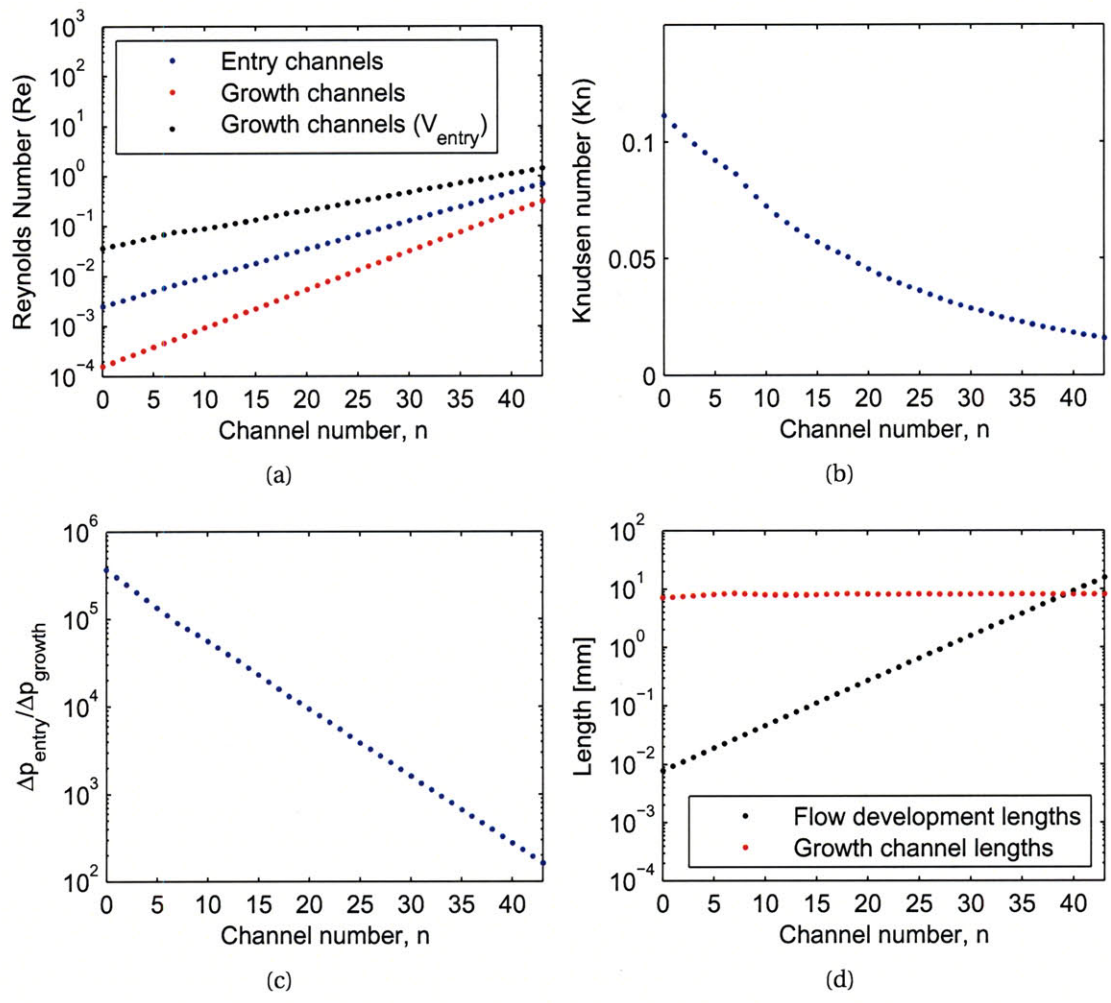 10^3
10^2
10^1
10^0
10^-1
10^-2
10^-3
10^-4
Reynolds Number (Re)
Entry channels
Growth channels
Growth channels (V_entry)
0 5 10 15 20 25 30 35 40
Channel number, n
(a)
0.1
0.05
0
Knudsen number (Kn)
0 5 10 15 20 25 30 35 40
Channel number, n
(b)
10^6
10^5
10^4
10^3
10^2
Δp_entry/Δp_growth
0 5 10 15 20 25 30 35 40
Channel number, n
(c)
10^2
10^1
10^0
10^-1
10^-2
10^-3
10^-4
Length [mm]
Flow development lengths
Growth channel lengths
0 5 10 15 20 25 30 35 40
Channel number, n
(d)